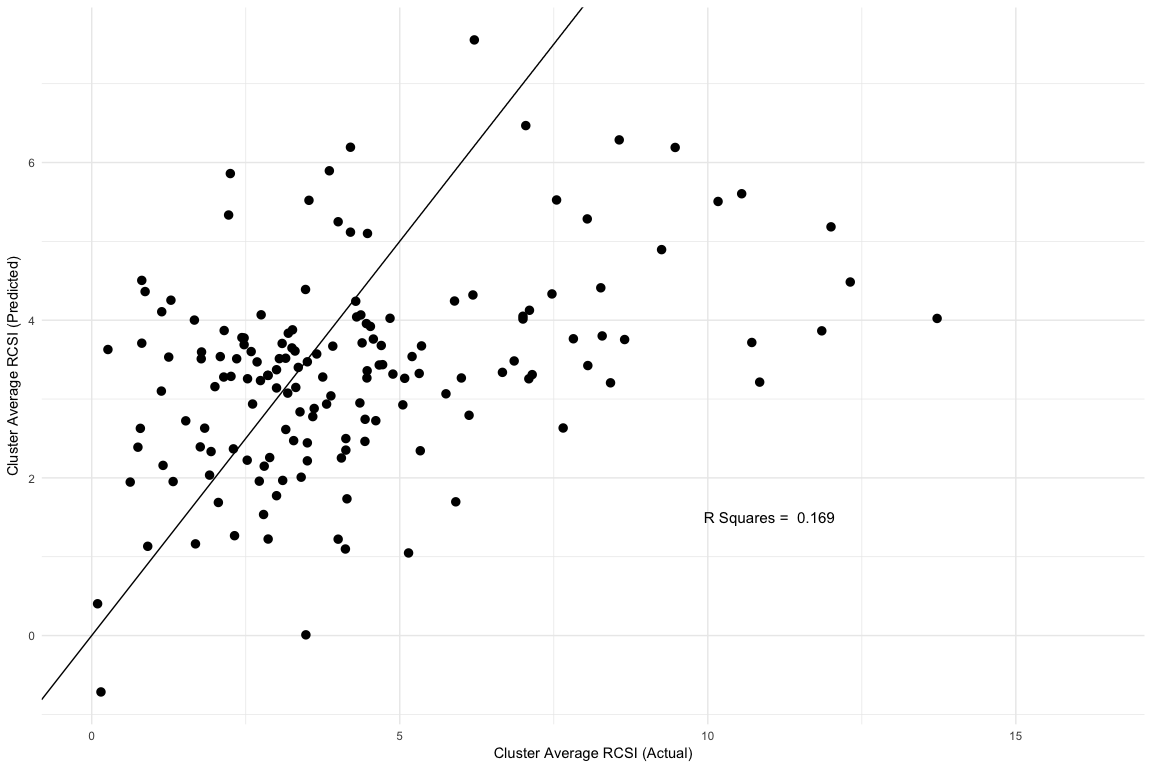 6
4
2
0
0
5
10
15
Cluster Average RCSI (Predicted)
Cluster Average RCSI (Actual)
R Squares =  0.169